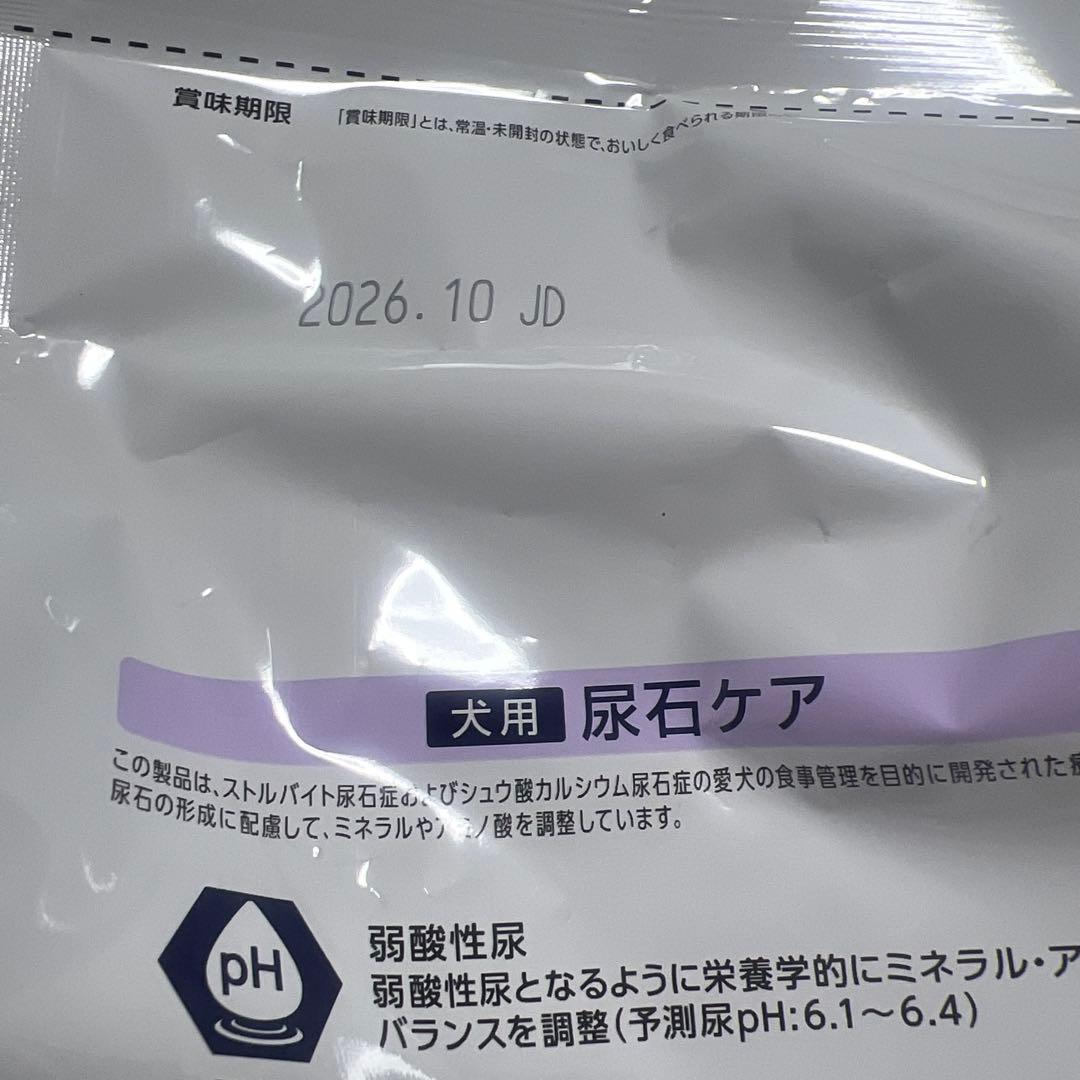 賞味期限
「賞味期限」とは、常温・未開封の状態で、おいしく食べられる期限
2026.10 JD
犬用 尿石ケア
この製品は、ストルバイト尿石症およびシュウ酸カルシウム尿石症の愛犬の食事管理を目的に開発された
尿石の形成に配慮して、ミネラルやアミノ酸を調整しています。
pH
弱酸性尿
弱酸性尿となるように栄養学的にミネラル・ア
バランスを調整(予測尿pH:6.1〜6.4)